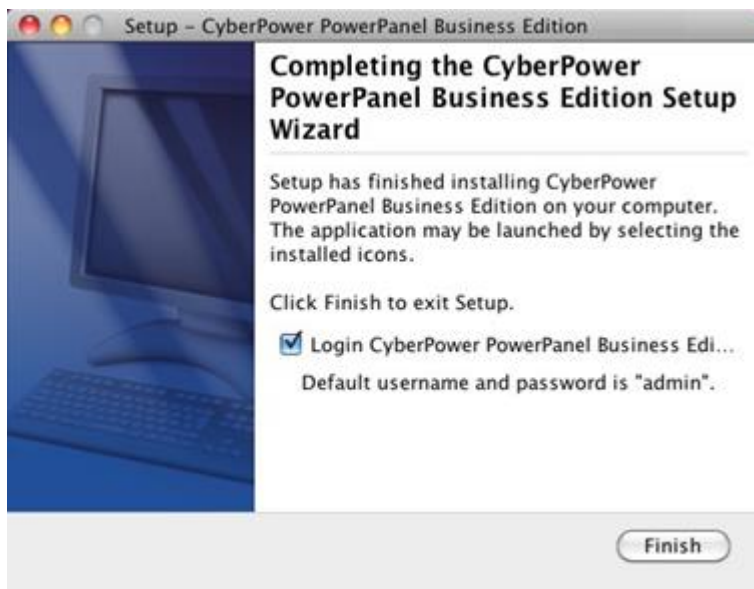 Setup – CyberPower PowerPanel Business Edition
Completing the CyberPower
PowerPanel Business Edition Setup
Wizard
Setup has finished installing CyberPower
PowerPanel Business Edition on your computer.
The application may be launched by selecting the
installed icons.
Click Finish to exit Setup.
Login CyberPower PowerPanel Business Edi...
Default username and password is "admin".
Finish